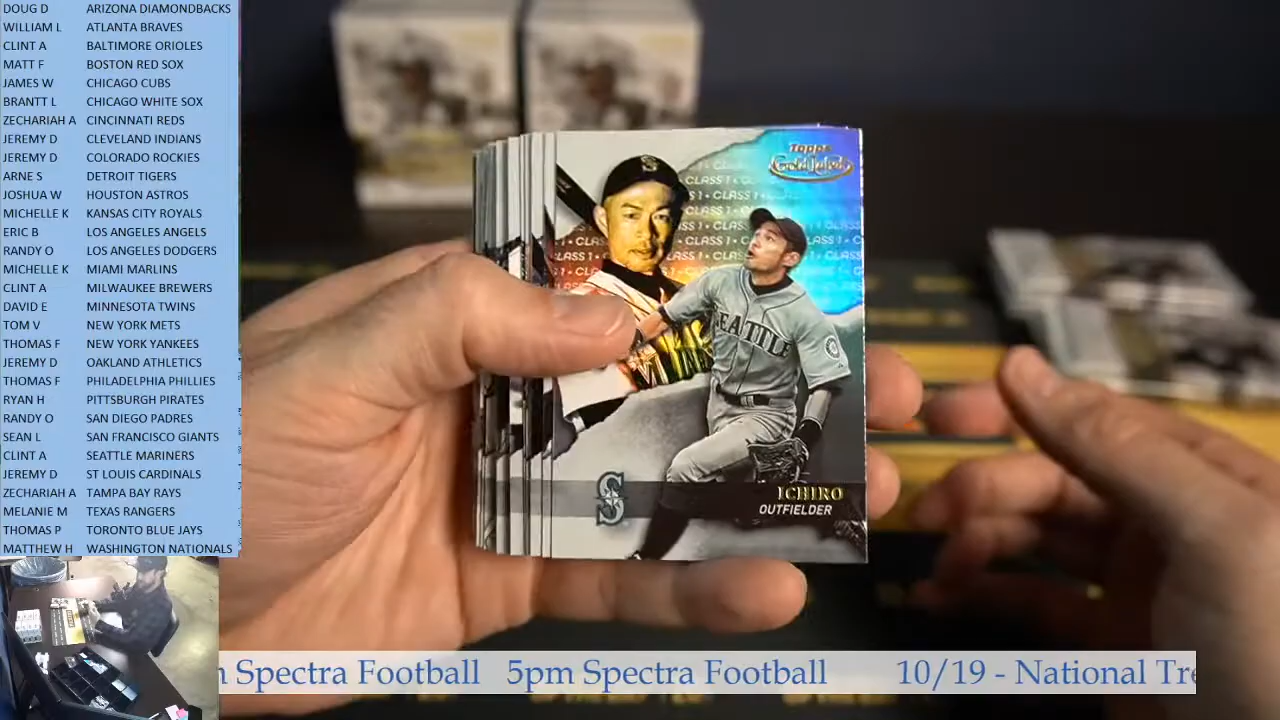 DOUG D ARIZONA DIAMONDBACKS
WILLIAM L ATLANTA BRAVES
CLINT A BALTIMORE ORIOLES
MATT F BOSTON RED SOX
JAMES W CHICAGO CUBS
BRANTT L CHICAGO WHITE SOX
ZECHARIAH A CINCINATI REDS
JEREMY D CLEVELAND INDIANS
JEREMY D COLORADO ROCKIES
ARNE S DETROIT TIGERS
JOSHUA W HOUSTON ASTROS
MICHELLE K KANSAS CITY ROYALS
ERIC B LOS ANGELES ANGELS
RANDY O LOS ANGELES DODGERS
MICHELLE K MIAMI MARLINS
CLINT A MILWAUKEE BREWERS
DAVID E MINNESOTA TWINS
TOM V NEW YORK METS
THOMAS F NEW YORK YANKEES
JEREMY D OAKLAND ATHLETICS
THOMAS F PHILADELPHIA PHILLIES
RYAN H PITTSBURGH PIRATES
RANDY O SAN DIEGO PADRES
SEAN L SAN FRANCISCO GIANTS
CLINT A SEATTLE MARINERS
JEREMY D ST LOUIS CARDINALS
ZECHARIAH A TAMPA BAY RAYS
MELANIE M TEXAS RANGERS
THOMAS P TORONTO BLUE JAYS
MATTHEW H WASHINGTON NATIONALS
Topps
Gold Label
CLASS 1 • CLASS 1
SEATTLE
S
ICHIRO
OUTFIELDER
Spectra Football 5pm Spectra Football 10/19 - National